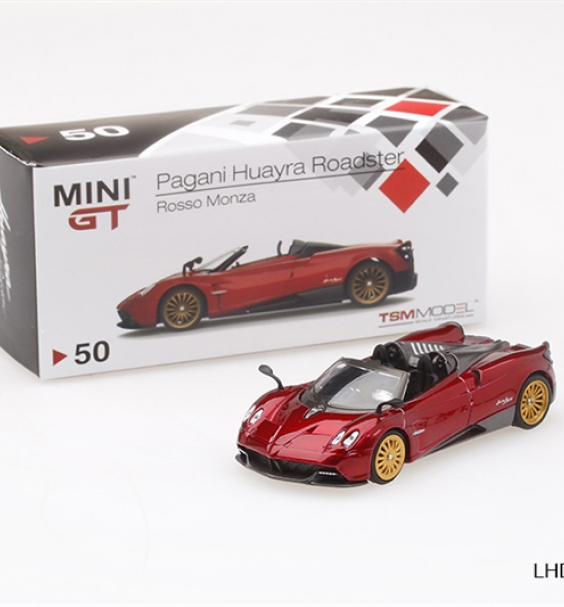 50
MINI GT
Pagani Huayra Roadster
Rosso Monza
TSMMODEL
50
LHD